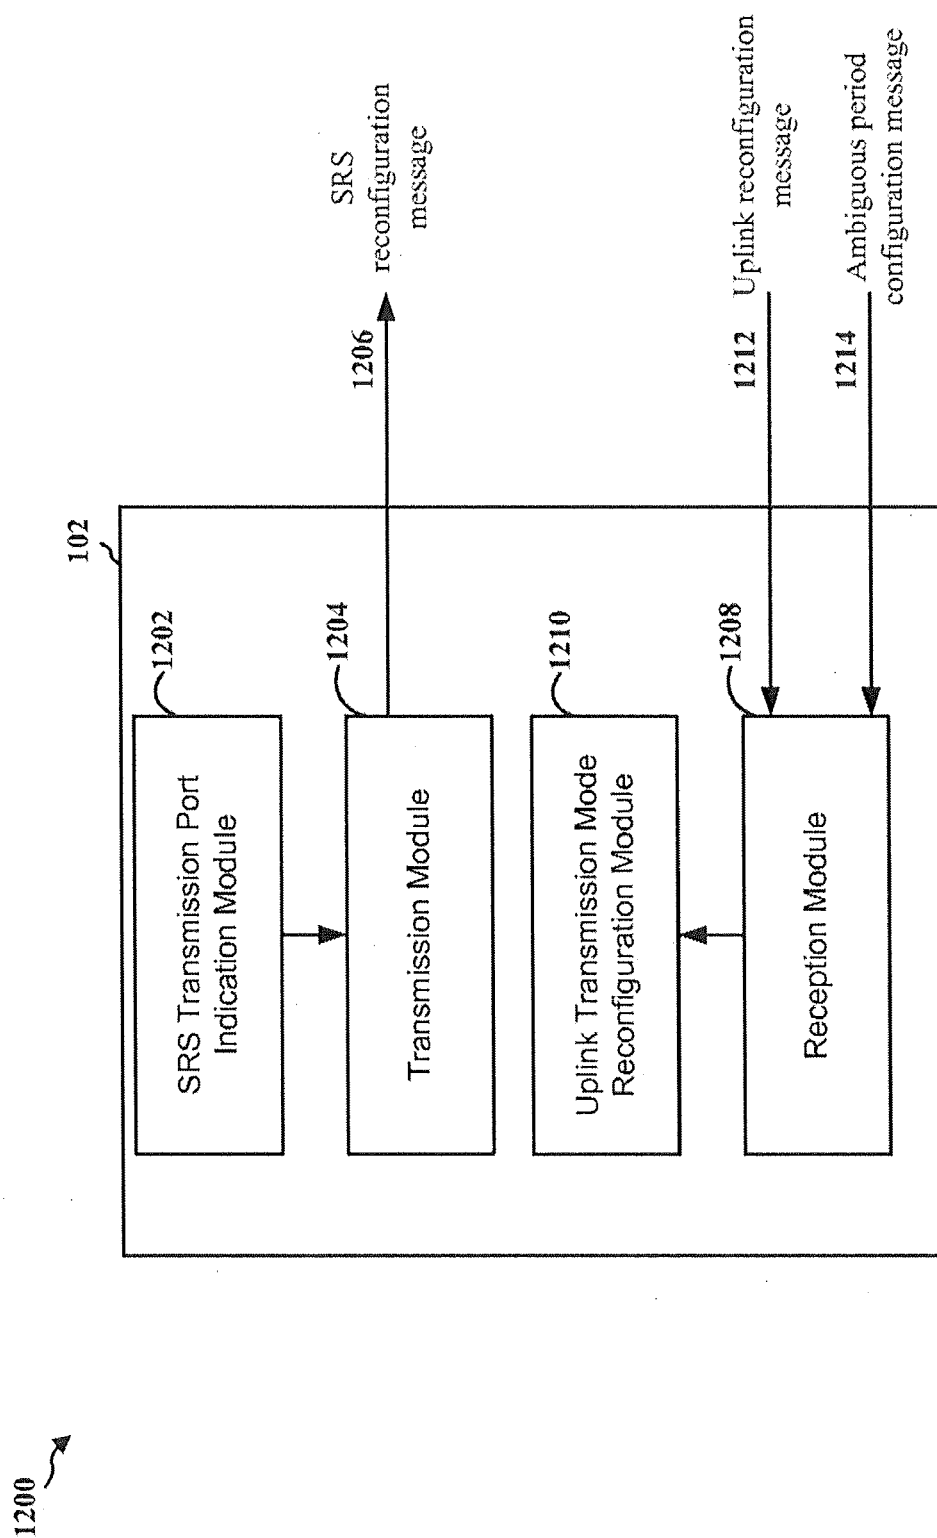 1200
102
SRS Transmission Port
Indication Module
1202
Transmission Module
1204
1206
SRS
reconfiguration
message
Uplink Transmission Mode
Reconfiguration Module
1210
Reception Module
1208
1212
Uplink reconfiguration
message
1214
Ambiguous period
configuration message